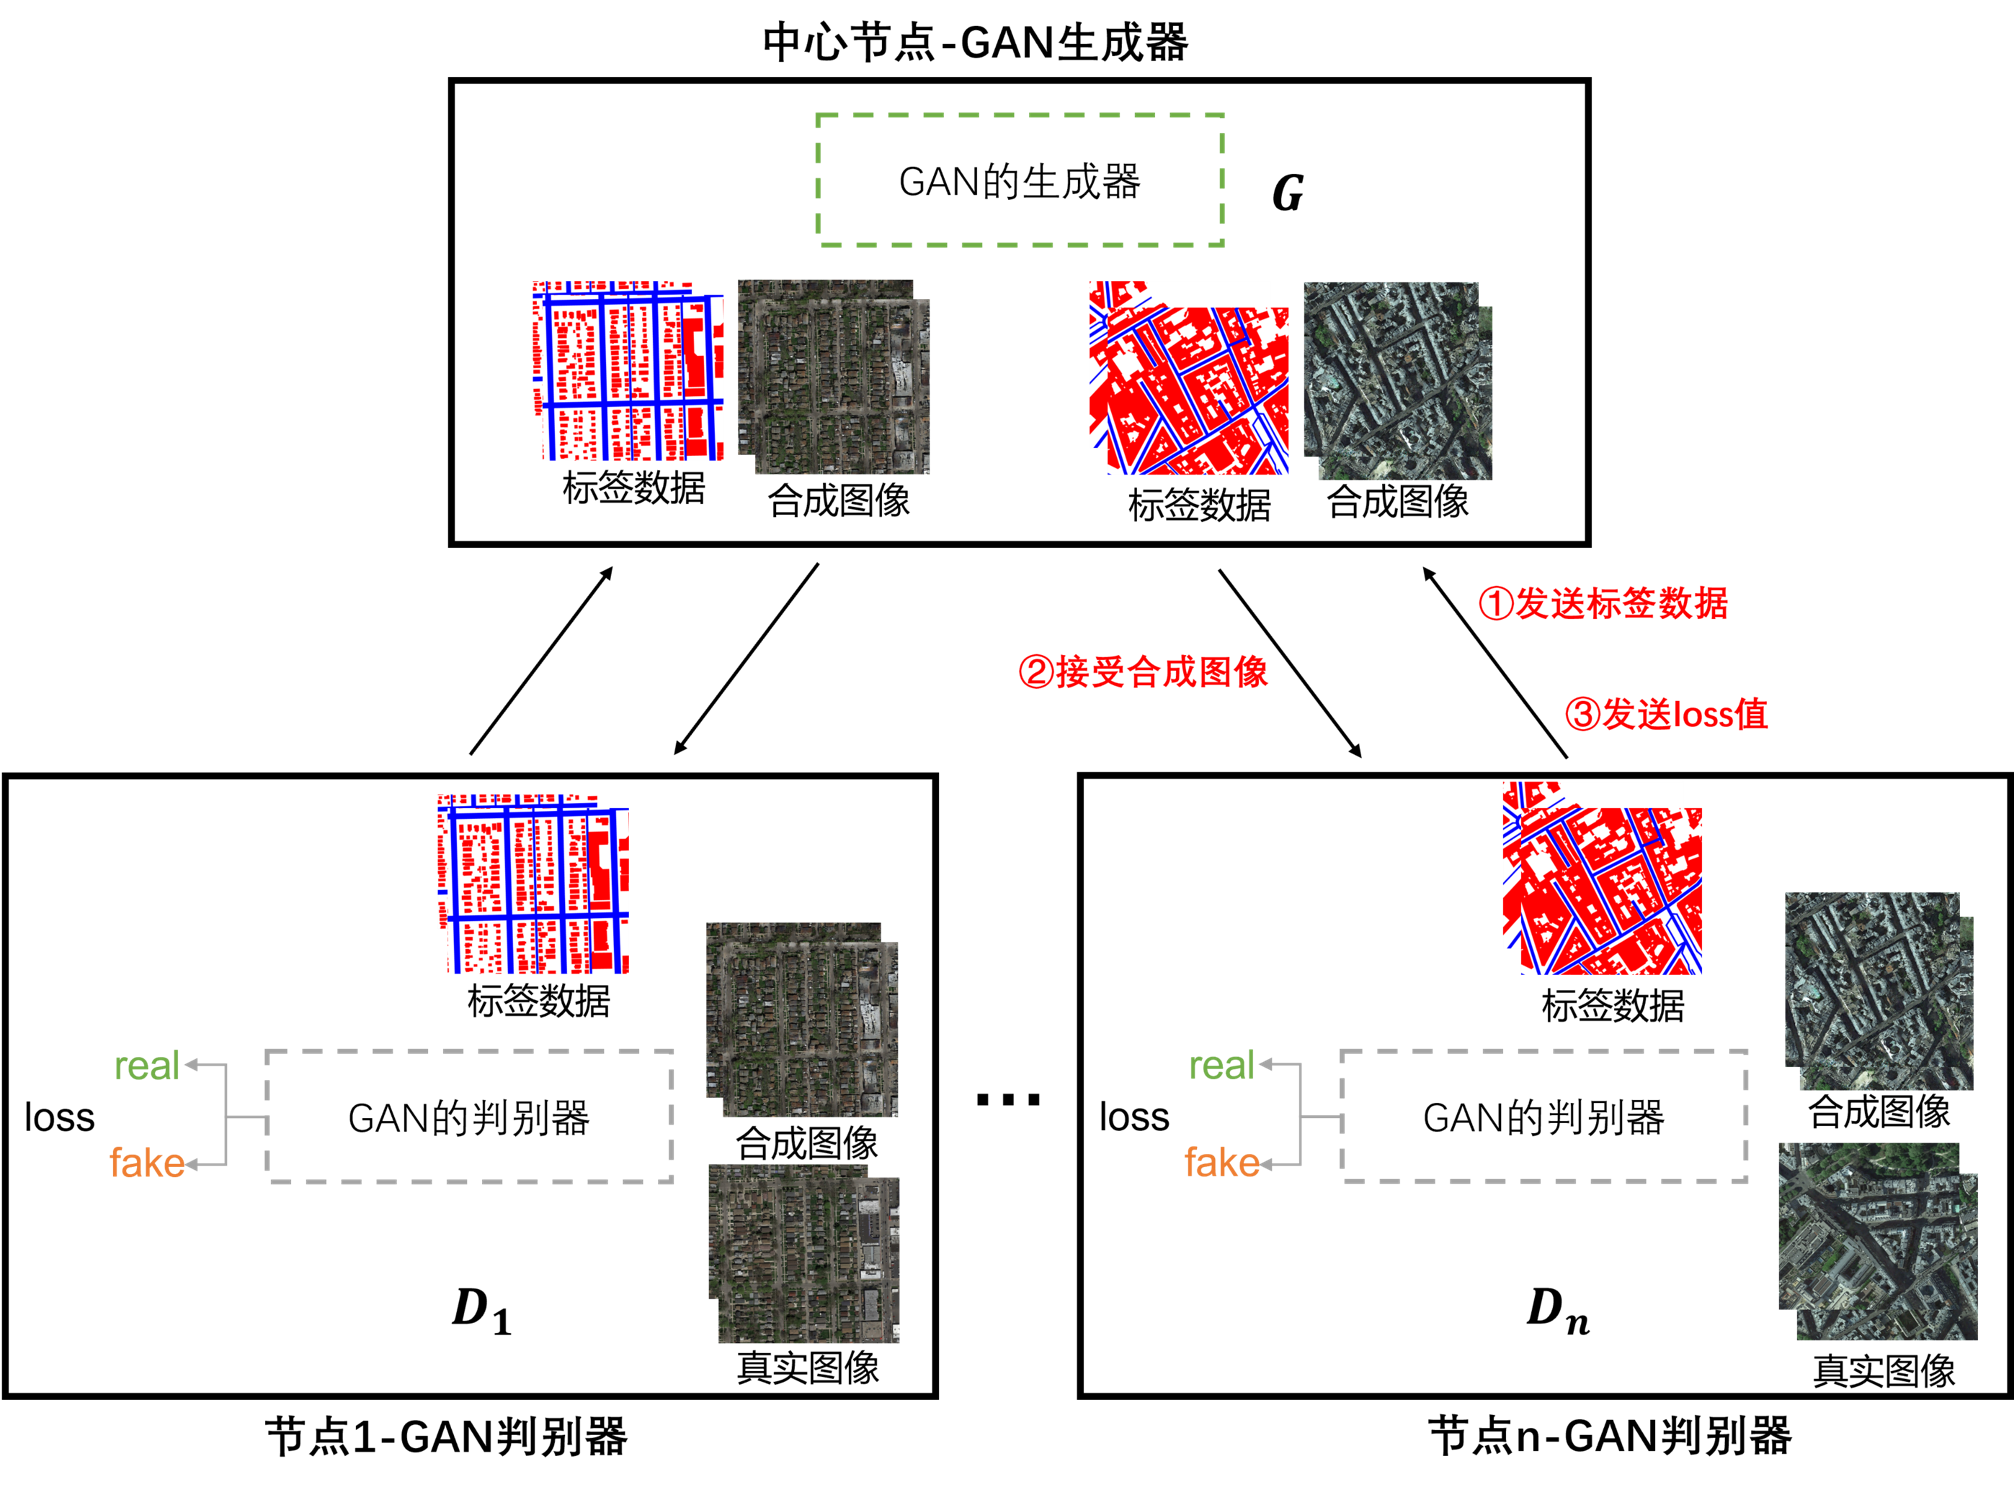 中心节点-GAN生成器
GAN的生成器
G
标签数据
合成图像
标签数据
合成图像
①发送标签数据
②接受合成图像
③发送loss值
标签数据
合成图像
real
loss
fake
GAN的判别器
真实图像
D1
节点1-GAN判别器
...
标签数据
合成图像
real
loss
fake
GAN的判别器
真实图像
Dn
节点n-GAN判别器